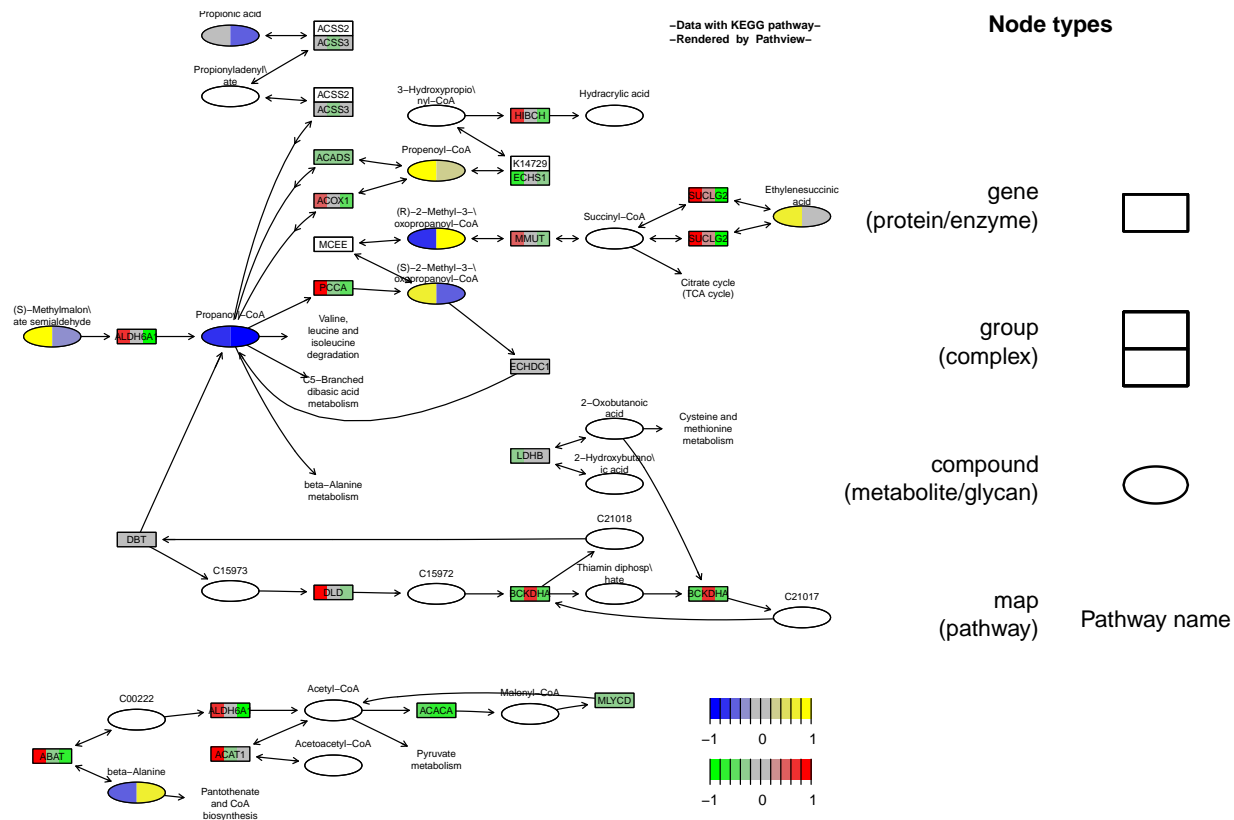 Propionic acid
ACSS2
ACSS3
Propionyladenyl\
ate
ACSS2
ACSS3
−Data with KEGG pathway−
−Rendered by Pathview−
Node types
3−Hydroxypropio\
nyl−CoA
HIBCH
Hydracrylic acid
ACADS
Propenoyl−CoA
K14729
ECHS1
ACOX1
(R)−2−Methyl−3−\
oxopropanoyl−CoA
MCEE
MMUT
Succinyl−CoA
SUCLG2
SUCLG2
Ethylenesuccinic
acid
Citrate cycle
(TCA cycle)
(S)−2−Methyl−3−\
oxopropanoyl−CoA
PCCA
(S)−Methylmalon\
ate semialdehyde
ALDH6A1
Propanoyl−CoA
Valine,
leucine and
isoleucine
degradation
C5−Branched
dibasic acid
metabolism
ECHDC1
2−Oxobutanoic
acid
Cysteine and
methionine
metabolism
LDHB
2−Hydroxybutano\
ic acid
beta−Alanine
metabolism
DBT
C21018
C15973
DLD
C15972
BCKDHA
Thiamin diphosp\
hate
BCKDHA
C21017
C00222
ALDH6A1
Acetyl−CoA
ACACA
Malonyl−CoA
MLYCD
ABAT
ACAT1
Acetoacetyl−CoA
Pyruvate
metabolism
beta−Alanine
Pantothenate
and CoA
biosynthesis
gene
(protein/enzyme)
group
(complex)
compound
(metabolite/glycan)
map
(pathway)
Pathway name
−1 0 1
−1 0 1